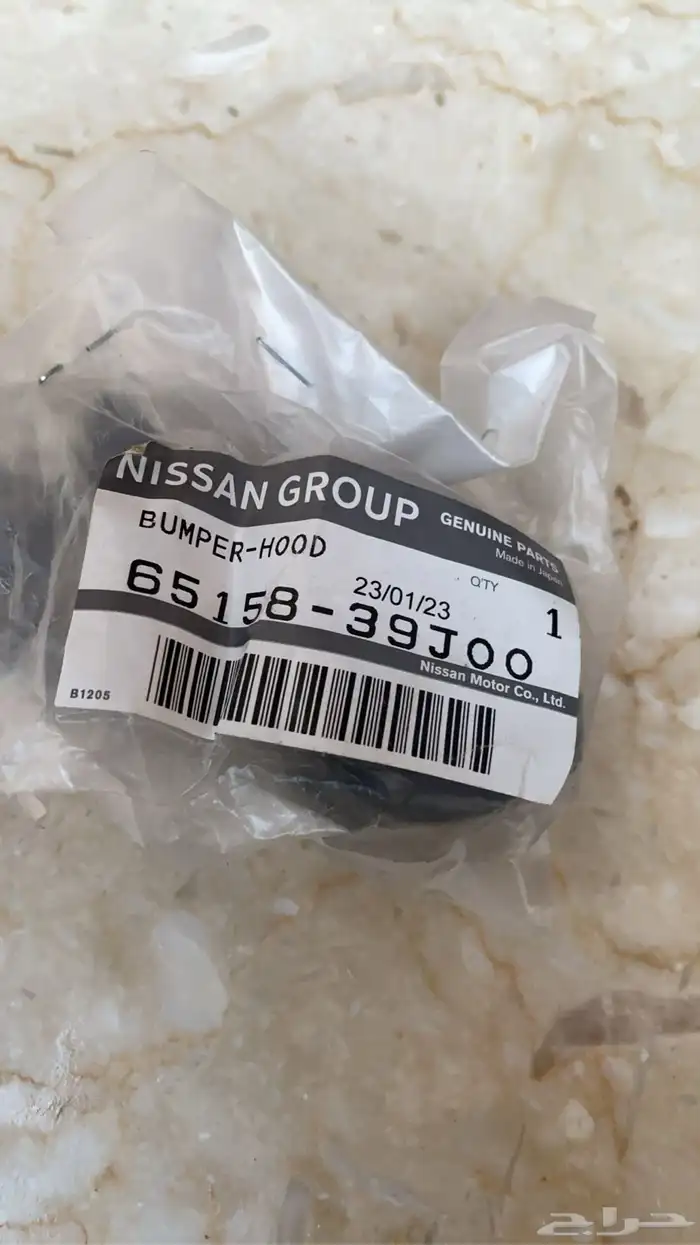 NISSAN GROUP GENUINE PARTS
Made in Japan
BUMPER-HOOD
23/01/23 Q'TY 1
65158-39J00
Nissan Motor Co., Ltd.
B1205
حراج